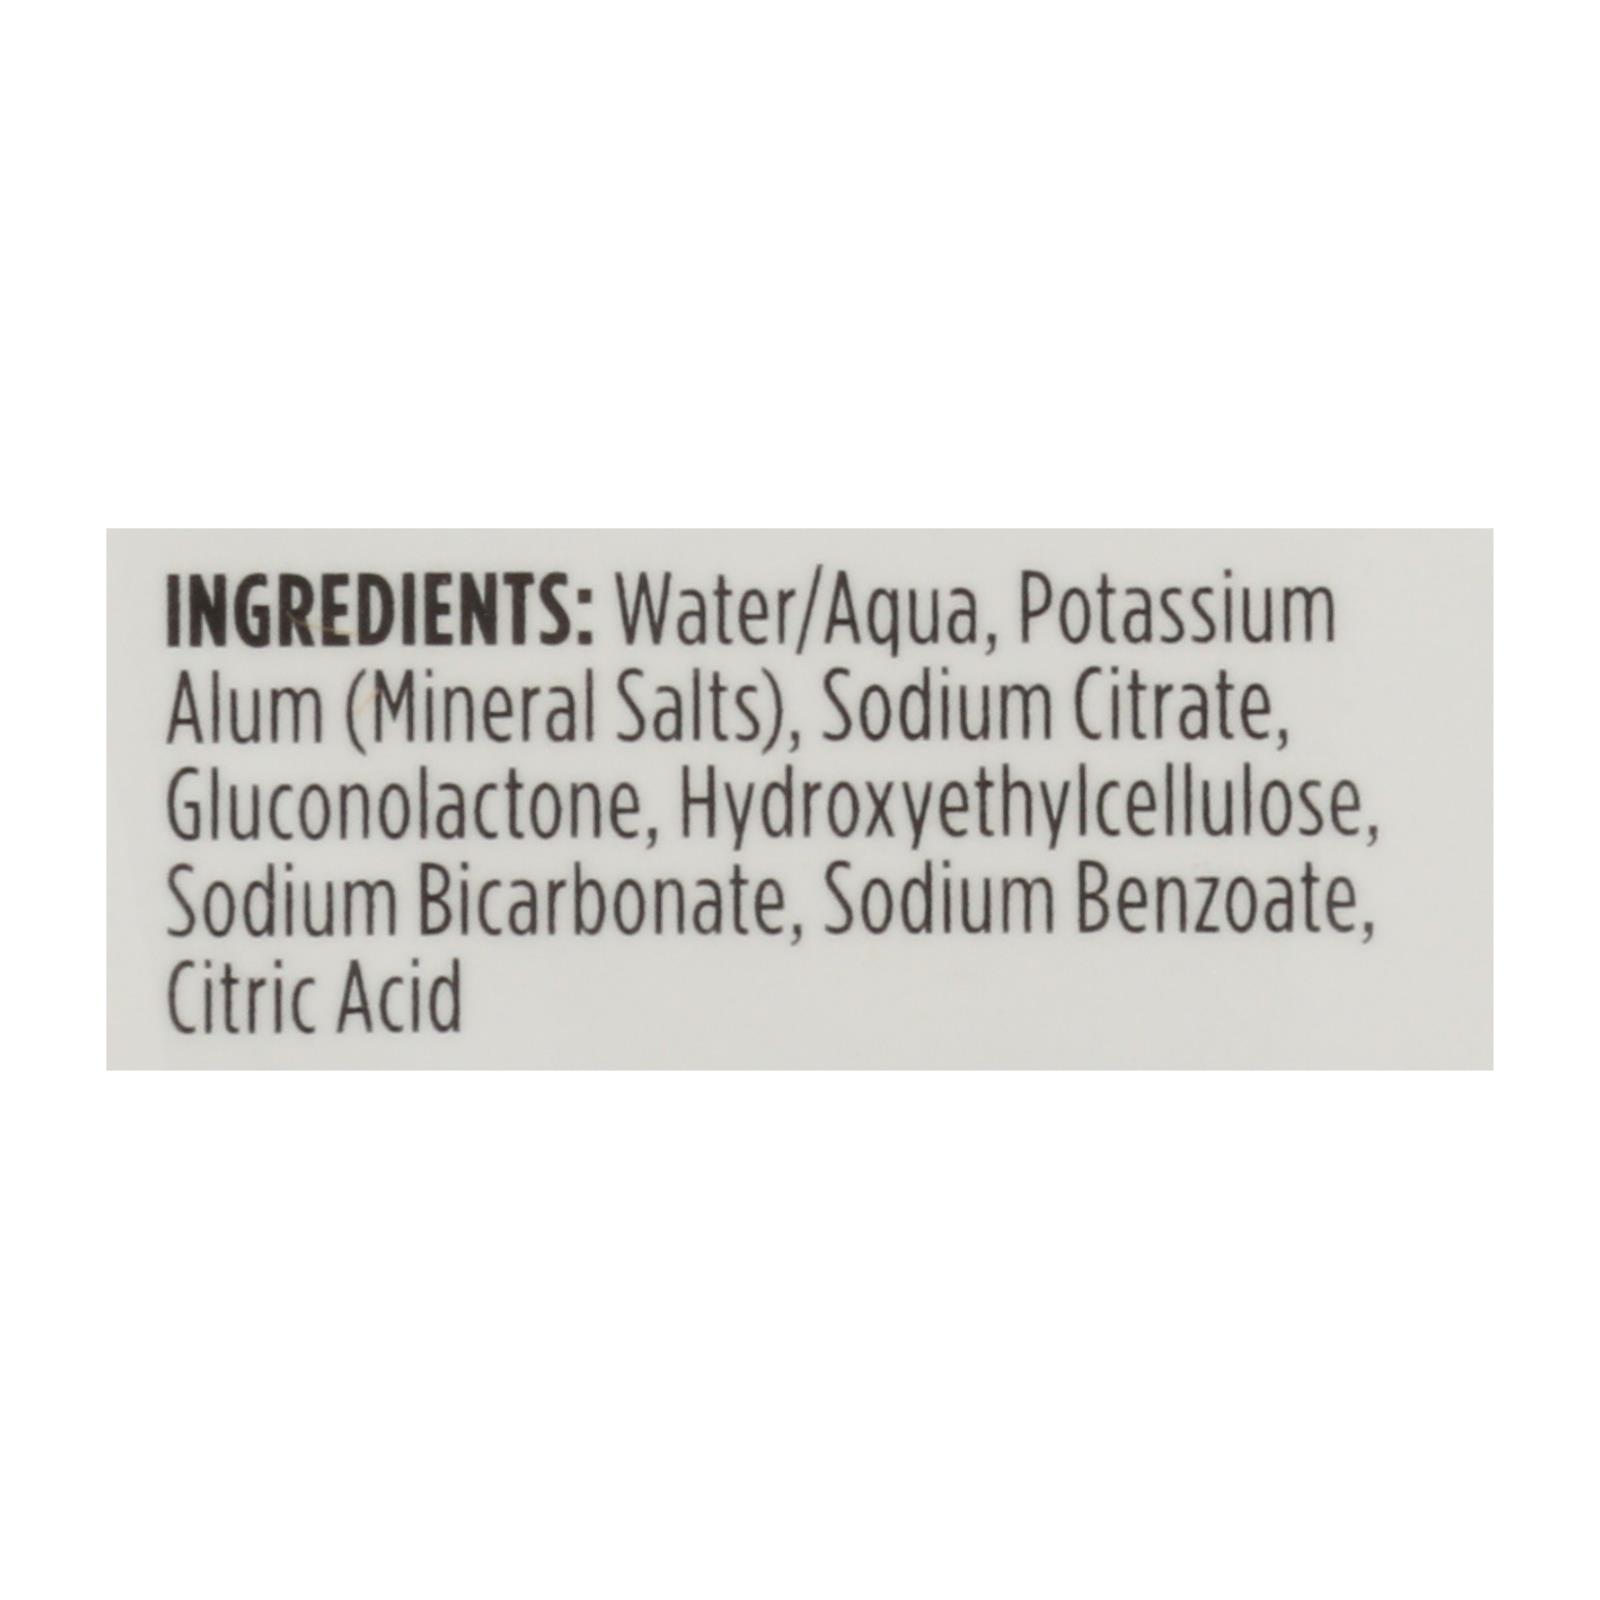 INGREDIENTS: Water/Aqua, Potassium
Alum (Mineral Salts), Sodium Citrate,
Gluconolactone, Hydroxyethylcellulose,
Sodium Bicarbonate, Sodium Benzoate,
Citric Acid